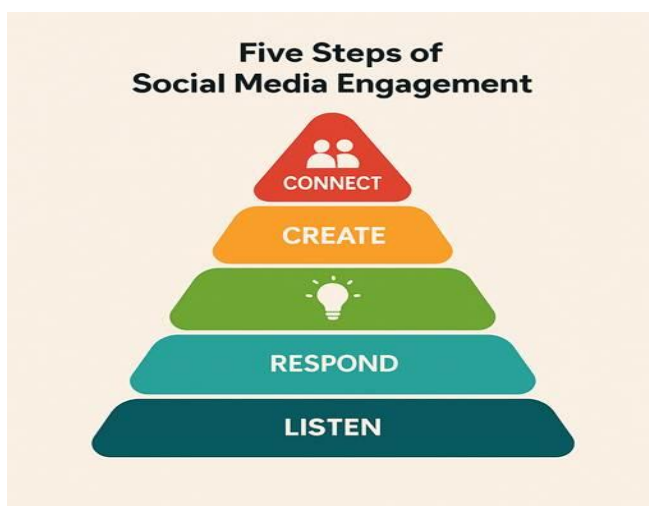 Five Steps of
Social Media Engagement
CONNECT
CREATE
RESPOND
LISTEN